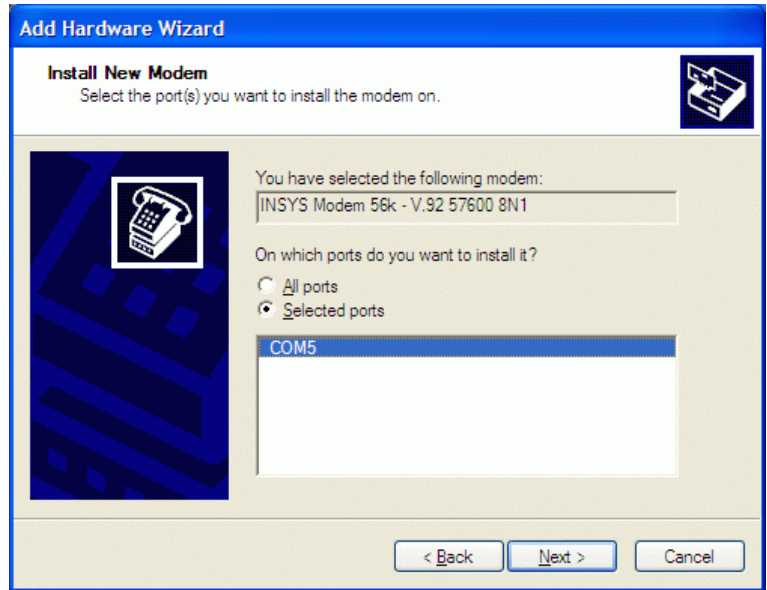 Add Hardware Wizard
Install New Modem
Select the port(s) you want to install the modem on.
You have selected the following modem:
INSYS Modem 56k - V.92 57600 8N1
On which ports do you want to install it?
All ports
Selected ports
COM5
< Back Next > Cancel